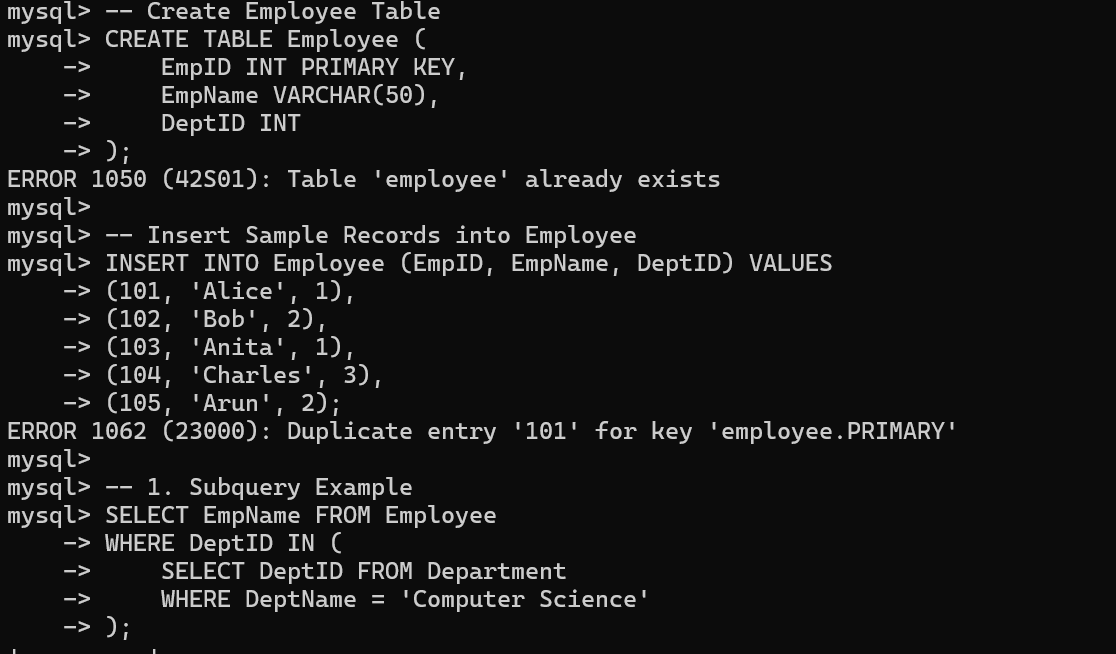 mysql> -- Create Employee Table
mysql> CREATE TABLE Employee (
    ->     EmpID INT PRIMARY KEY,
    ->     EmpName VARCHAR(50),
    ->     DeptID INT
    -> );
ERROR 1050 (42S01): Table 'employee' already exists
mysql>
mysql> -- Insert Sample Records into Employee
mysql> INSERT INTO Employee (EmpID, EmpName, DeptID) VALUES
    -> (101, 'Alice', 1),
    -> (102, 'Bob', 2),
    -> (103, 'Anita', 1),
    -> (104, 'Charles', 3),
    -> (105, 'Arun', 2);
ERROR 1062 (23000): Duplicate entry '101' for key 'employee.PRIMARY'
mysql>
mysql> -- 1. Subquery Example
mysql> SELECT EmpName FROM Employee
    -> WHERE DeptID IN (
    ->     SELECT DeptID FROM Department
    ->     WHERE DeptName = 'Computer Science'
    -> );